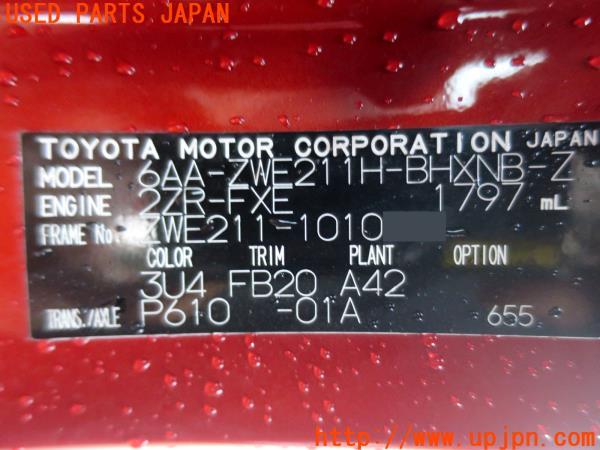 USED PARTS JAPAN
TOYOTA MOTOR CORPORATION JAPAN
MODEL 6AA-ZWE211H-BHXNB-Z
ENGINE 2ZR-FXE 1797 mL
FRAME No. ZWE211-1010
COLOR TRIM PLANT OPTION
3U4 FB20 A42
TRANS./AXLE P610 -01A 655
UPJ
http://www.upjpn.com/